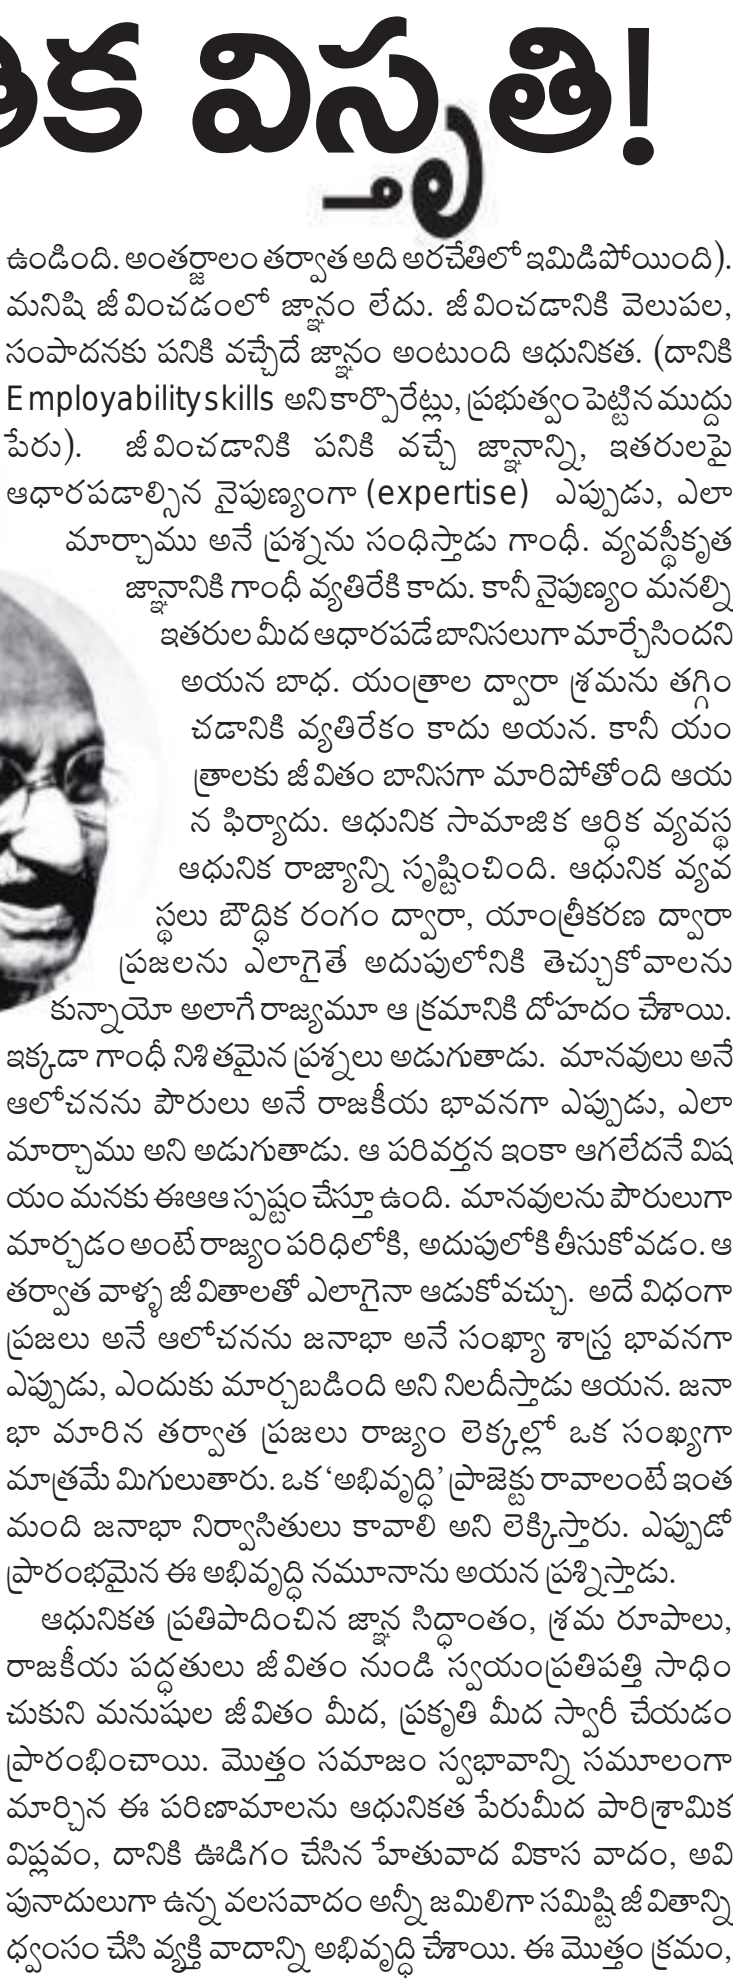 తిక విస్తృతి!
ఉండింది. అంతర్జాలం తర్వాత అది అరచేతిలో ఇమిడిపోయింది).
మనిషి జీవించడంలో జ్ఞానం లేదు. జీవించడానికి వెలుపల,
సంపాదనకు పనికి వచ్చేదే జ్ఞానం అంటుంది ఆధునికత. (దానికి
Employability skills అని కార్పొరేట్లు, ప్రభుత్వం పెట్టిన ముద్దు
పేరు). జీవించడానికి పనికి వచ్చే జ్ఞానాన్ని, ఇతరులపై
ఆధారపడాల్సిన నైపుణ్యంగా (expertise) ఎప్పుడు, ఎలా
మార్చాము అనే ప్రశ్నను సంధిస్తాడు గాంధీ. వ్యవస్థీకృత
జ్ఞానానికి గాంధీ వ్యతిరేకి కాదు. కానీ నైపుణ్యం మనల్ని
ఇతరుల మీద ఆధారపడే బానిసలుగా మార్చేసిందని
అయన బాధ. యంత్రాల ద్వారా శ్రమను తగ్గిం
చడానికి వ్యతిరేకం కాదు అయన. కానీ యం
త్రాలకు జీవితం బానిసగా మారిపోతోంది ఆయ
న ఫిర్యాదు. ఆధునిక సామాజిక ఆర్ధిక వ్యవస్థ
ఆధునిక రాజ్యాన్ని సృష్టించింది. ఆధునిక వ్యవ
స్థలు బౌద్ధిక రంగం ద్వారా, యాంత్రీకరణ ద్వారా
ప్రజలను ఎలాగైతే అదుపులోనికి తెచ్చుకోవాలను
కున్నాయో అలాగే రాజ్యమూ ఆ క్రమానికి దోహదం చేశాయి.
ఇక్కడా గాంధీ నిశితమైన ప్రశ్నలు అడుగుతాడు. మానవులు అనే
ఆలోచనను పౌరులు అనే రాజకీయ భావనగా ఎప్పుడు, ఎలా
మార్చాము అని అడుగుతాడు. ఆ పరివర్తన ఇంకా ఆగలేదనే విష
యం మనకు ఈఆఆ స్పష్టం చేస్తూ ఉంది. మానవులను పౌరులుగా
మార్చడం అంటే రాజ్యం పరిధిలోకి, అదుపులోకి తీసుకోవడం. ఆ
తర్వాత వాళ్ళ జీవితాలతో ఎలాగైనా ఆడుకోవచ్చు. అదే విధంగా
ప్రజలు అనే ఆలోచనను జనాభా అనే సంఖ్యా శాస్త్ర భావనగా
ఎప్పుడు, ఎందుకు మార్చబడింది అని నిలదీస్తాడు ఆయన. జనా
భా మారిన తర్వాత ప్రజలు రాజ్యం లెక్కల్లో ఒక సంఖ్యగా
మాత్రమే మిగులుతారు. ఒక ‘అభివృద్ధి’ ప్రాజెక్టు రావాలంటే ఇంత
మంది జనాభా నిర్వాసితులు కావాలి అని లెక్కిస్తారు. ఎప్పుడో
ప్రారంభమైన ఈ అభివృద్ధి నమూనాను అయన ప్రశ్నిస్తాడు.
ఆధునికత ప్రతిపాదించిన జ్ఞాన సిద్ధాంతం, శ్రమ రూపాలు,
రాజకీయ పద్ధతులు జీవితం నుండి స్వయంప్రతిపత్తి సాధిం
చుకుని మనుషుల జీవితం మీద, ప్రకృతి మీద స్వారీ చేయడం
ప్రారంభించాయి. మొత్తం సమాజం స్వభావాన్ని సమూలంగా
మార్చిన ఈ పరిణామాలను ఆధునికత పేరుమీద పారిశ్రామిక
విప్లవం, దానికి ఊడిగం చేసిన హేతువాద వికాస వాదం, అవి
పునాదులుగా ఉన్న వలసవాదం అన్నీ జమిలిగా సమిష్టి జీవితాన్ని
ధ్వంసం చేసి వ్యక్తి వాదాన్ని అభివృద్ధి చేశాయి. ఈ మొత్తం క్రమం,